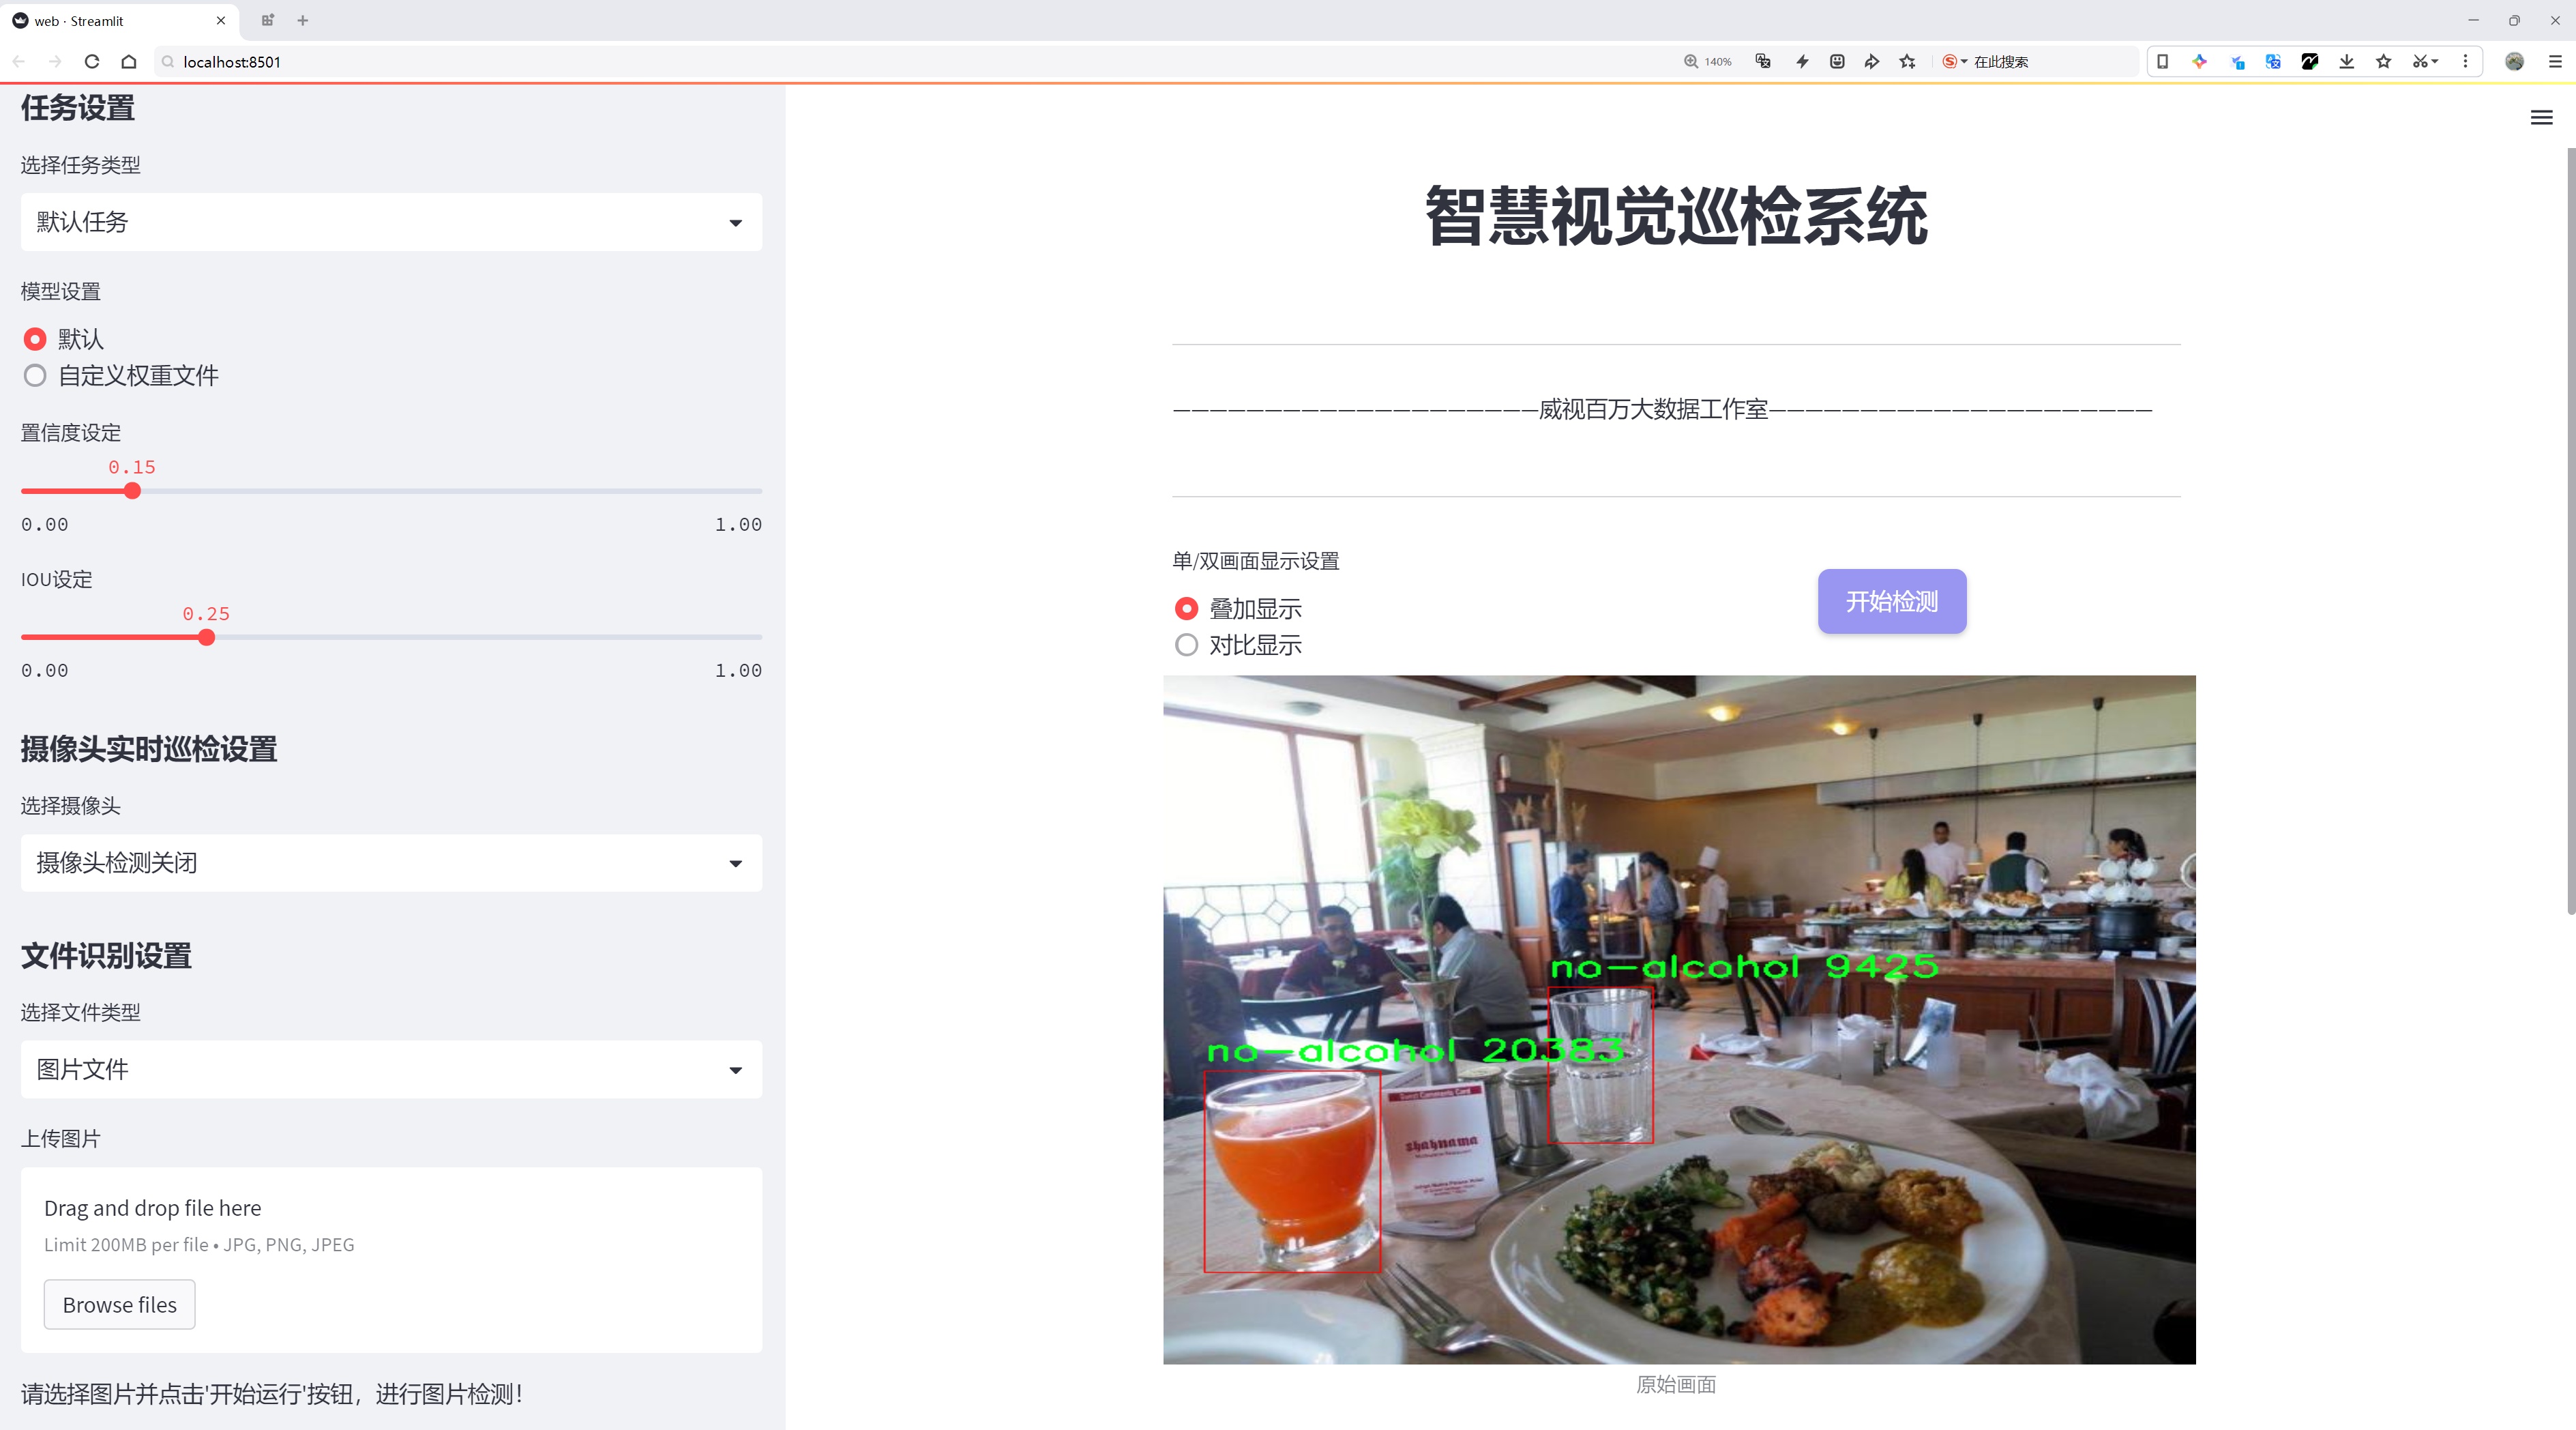 web · Streamlit
localhost:8501
140%
在此搜索
任务设置
选择任务类型
默认任务
模型设置
默认
自定义权重文件
置信度设定
0.15
0.00
1.00
IOU设定
0.25
0.00
1.00
摄像头实时巡检设置
选择摄像头
摄像头检测关闭
文件识别设置
选择文件类型
图片文件
上传图片
Drag and drop file here
Limit 200MB per file • JPG, PNG, JPEG
Browse files
请选择图片并点击'开始运行'按钮，进行图片检测！
智慧视觉巡检系统
————————————————————威视百万大数据工作室—————————————————————
单/双画面显示设置
叠加显示
对比显示
开始检测
no-alcohol 9425
no-alcohol 20383
Guest Comments Card
shahnama
原始画面